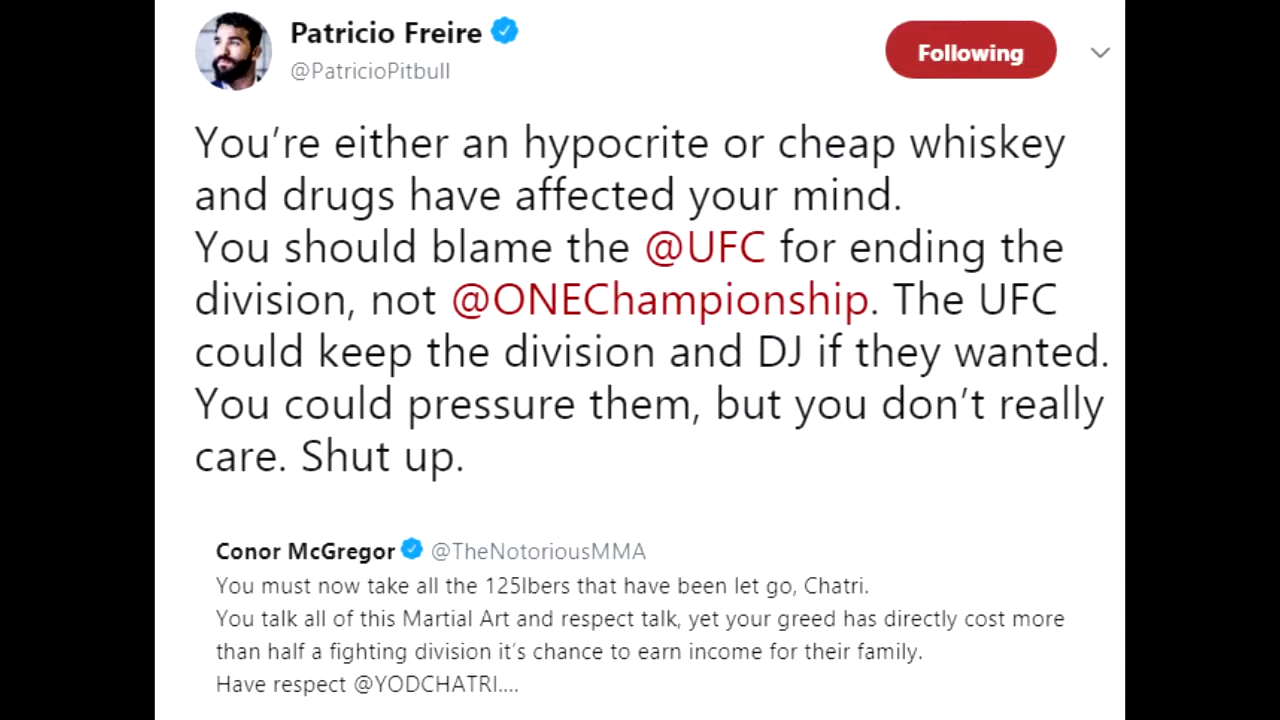 Patricio Freire
Following
@PatricioPitbull
You’re either an hypocrite or cheap whiskey
and drugs have affected your mind.
You should blame the @UFC for ending the
division, not @ONEChampionship. The UFC
could keep the division and DJ if they wanted.
You could pressure them, but you don’t really
care. Shut up.
Conor McGregor @TheNotoriousMMA
You must now take all the 125lbers that have been let go, Chatri.
You talk all of this Martial Art and respect talk, yet your greed has directly cost more
than half a fighting division it’s chance to earn income for their family.
Have respect @YODCHATRI....